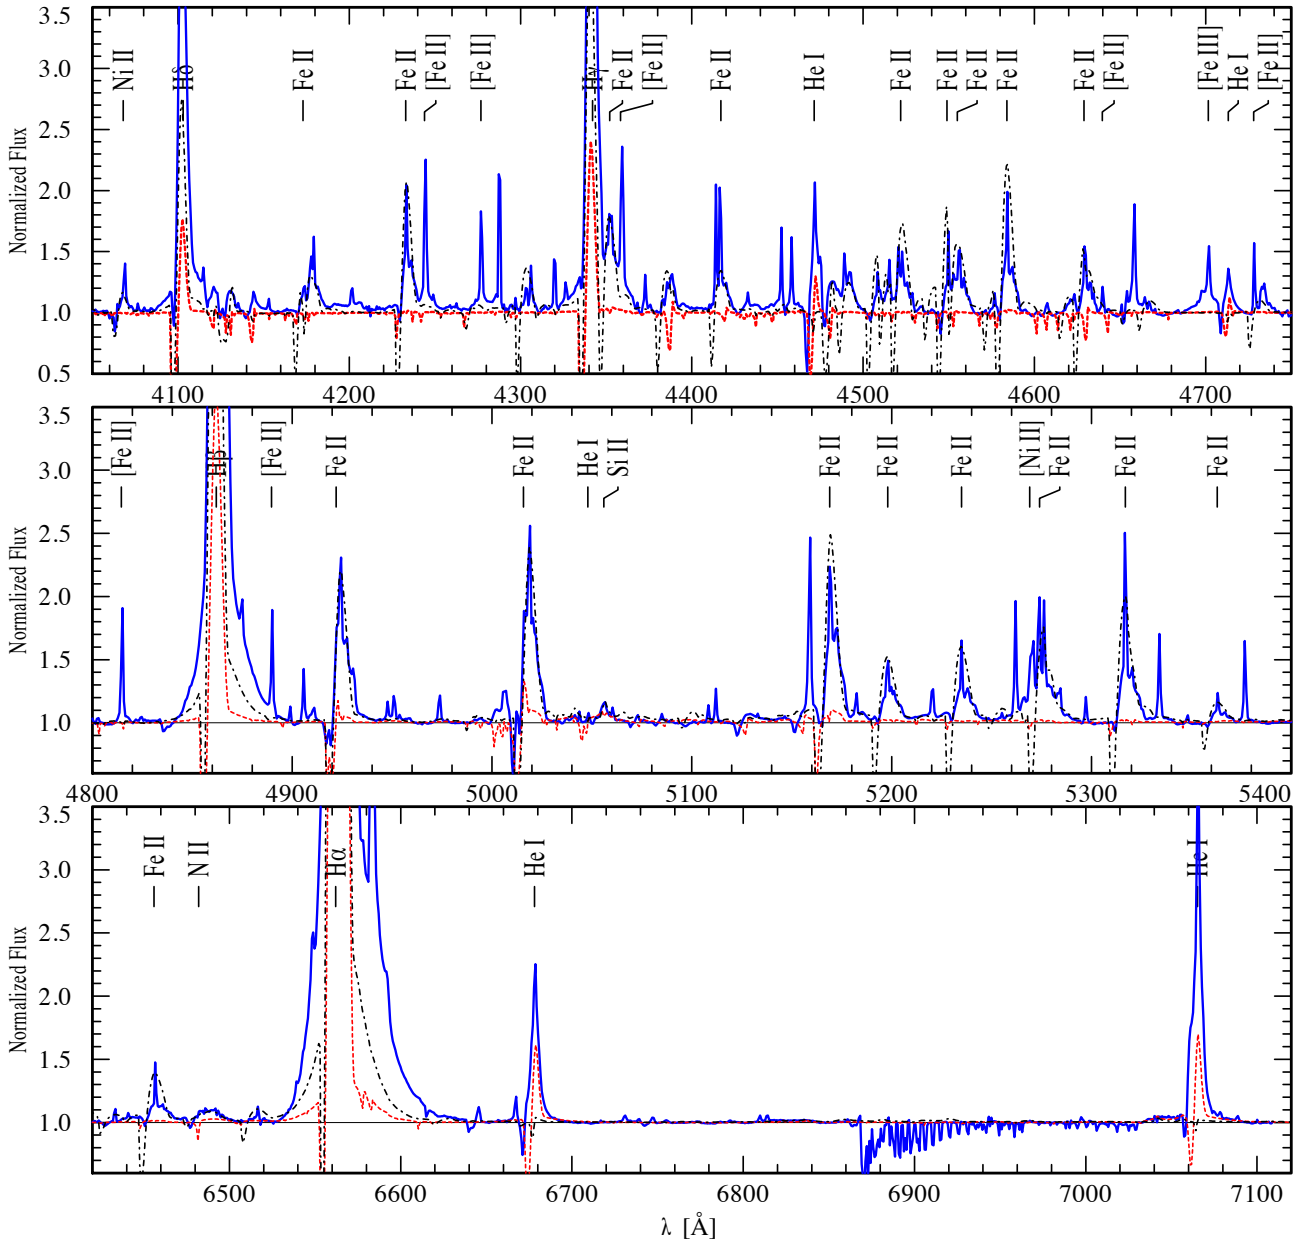 Normalized Flux
3.5
3.0
2.5
2.0
1.5
1.0
0.5
Ni II
Hδ
Fe II
Fe II
[Fe II]
[Fe II]
Hγ
Fe II
[Fe II]
Fe II
He I
Fe II
Fe II
Fe II
Fe II
Fe II
[Fe II]
[Fe III]
He I
[Fe II]
4100
4200
4300
4400
4500
4600
4700
Normalized Flux
3.5
3.0
2.5
2.0
1.5
1.0
[Fe II]
Hβ
[Fe II]
Fe II
Fe II
He I
Si II
Fe II
Fe II
Fe II
[Ni II]
Fe II
Fe II
Fe II
4800
4900
5000
5100
5200
5300
5400
Normalized Flux
3.5
3.0
2.5
2.0
1.5
1.0
Fe II
N II
Hα
He I
He I
6500
6600
6700
6800
6900
7000
7100
λ [Å]